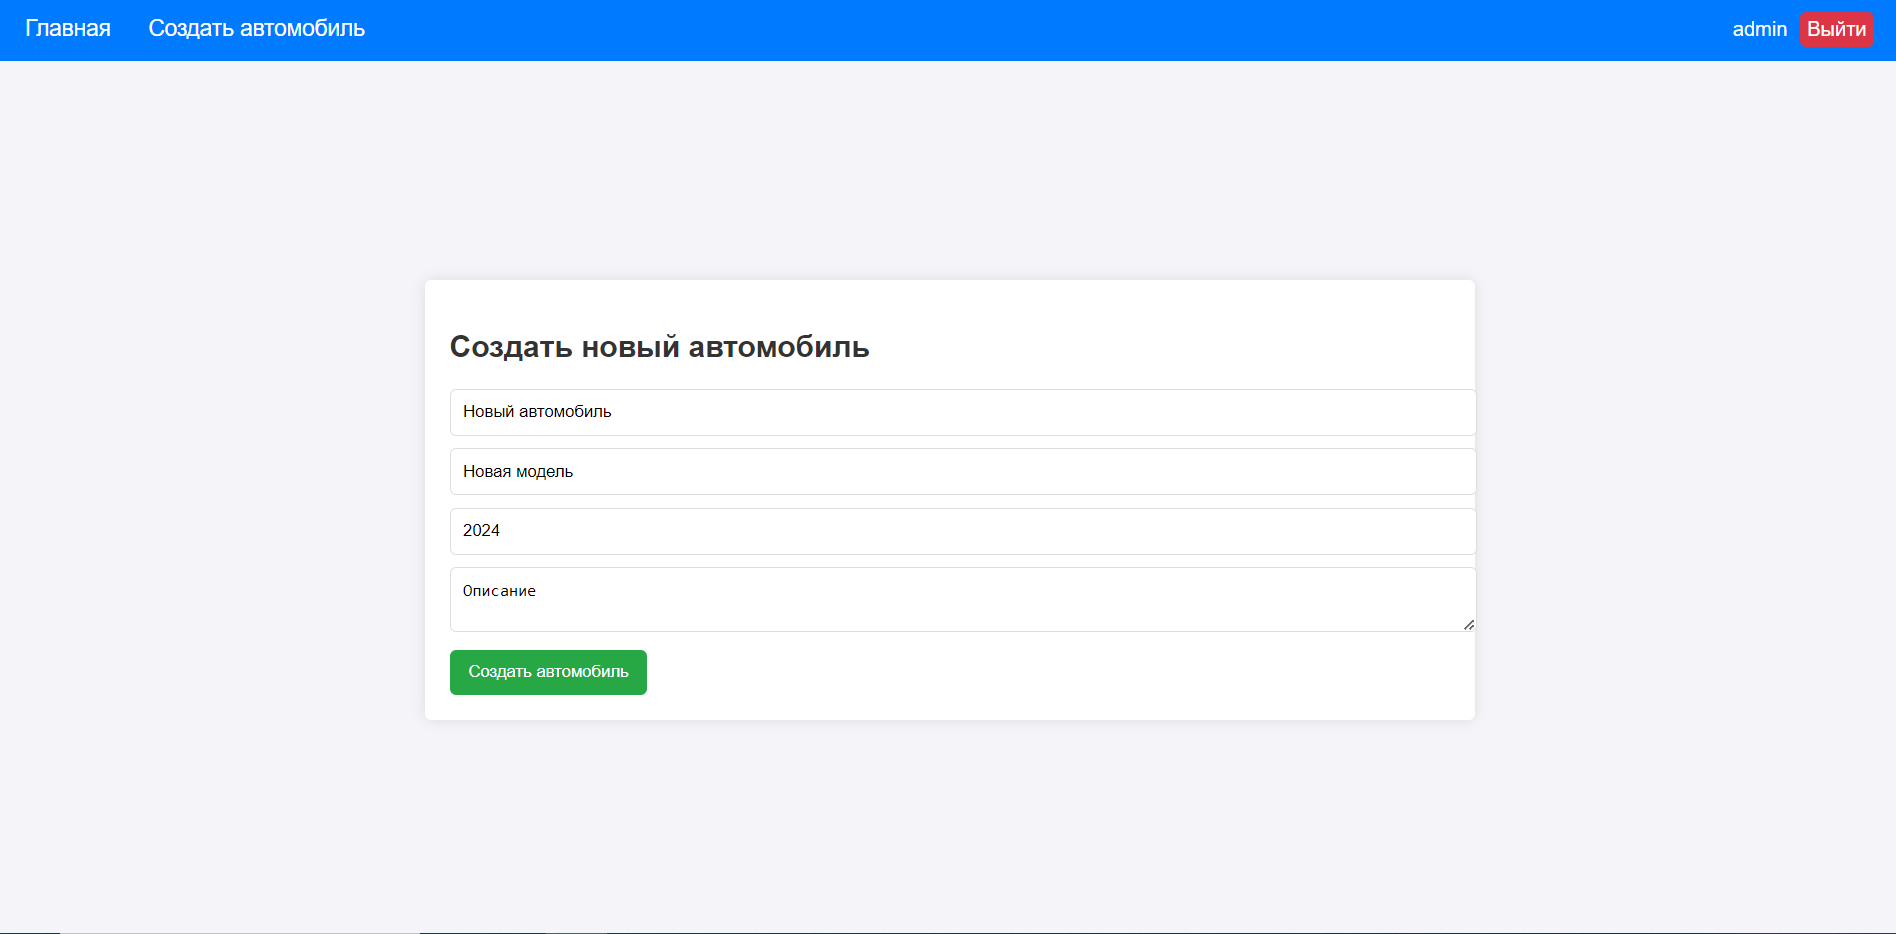 Главная Создать автомобиль admin Выйти
Создать новый автомобиль
Новый автомобиль
Новая модель
2024
Описание
Создать автомобиль